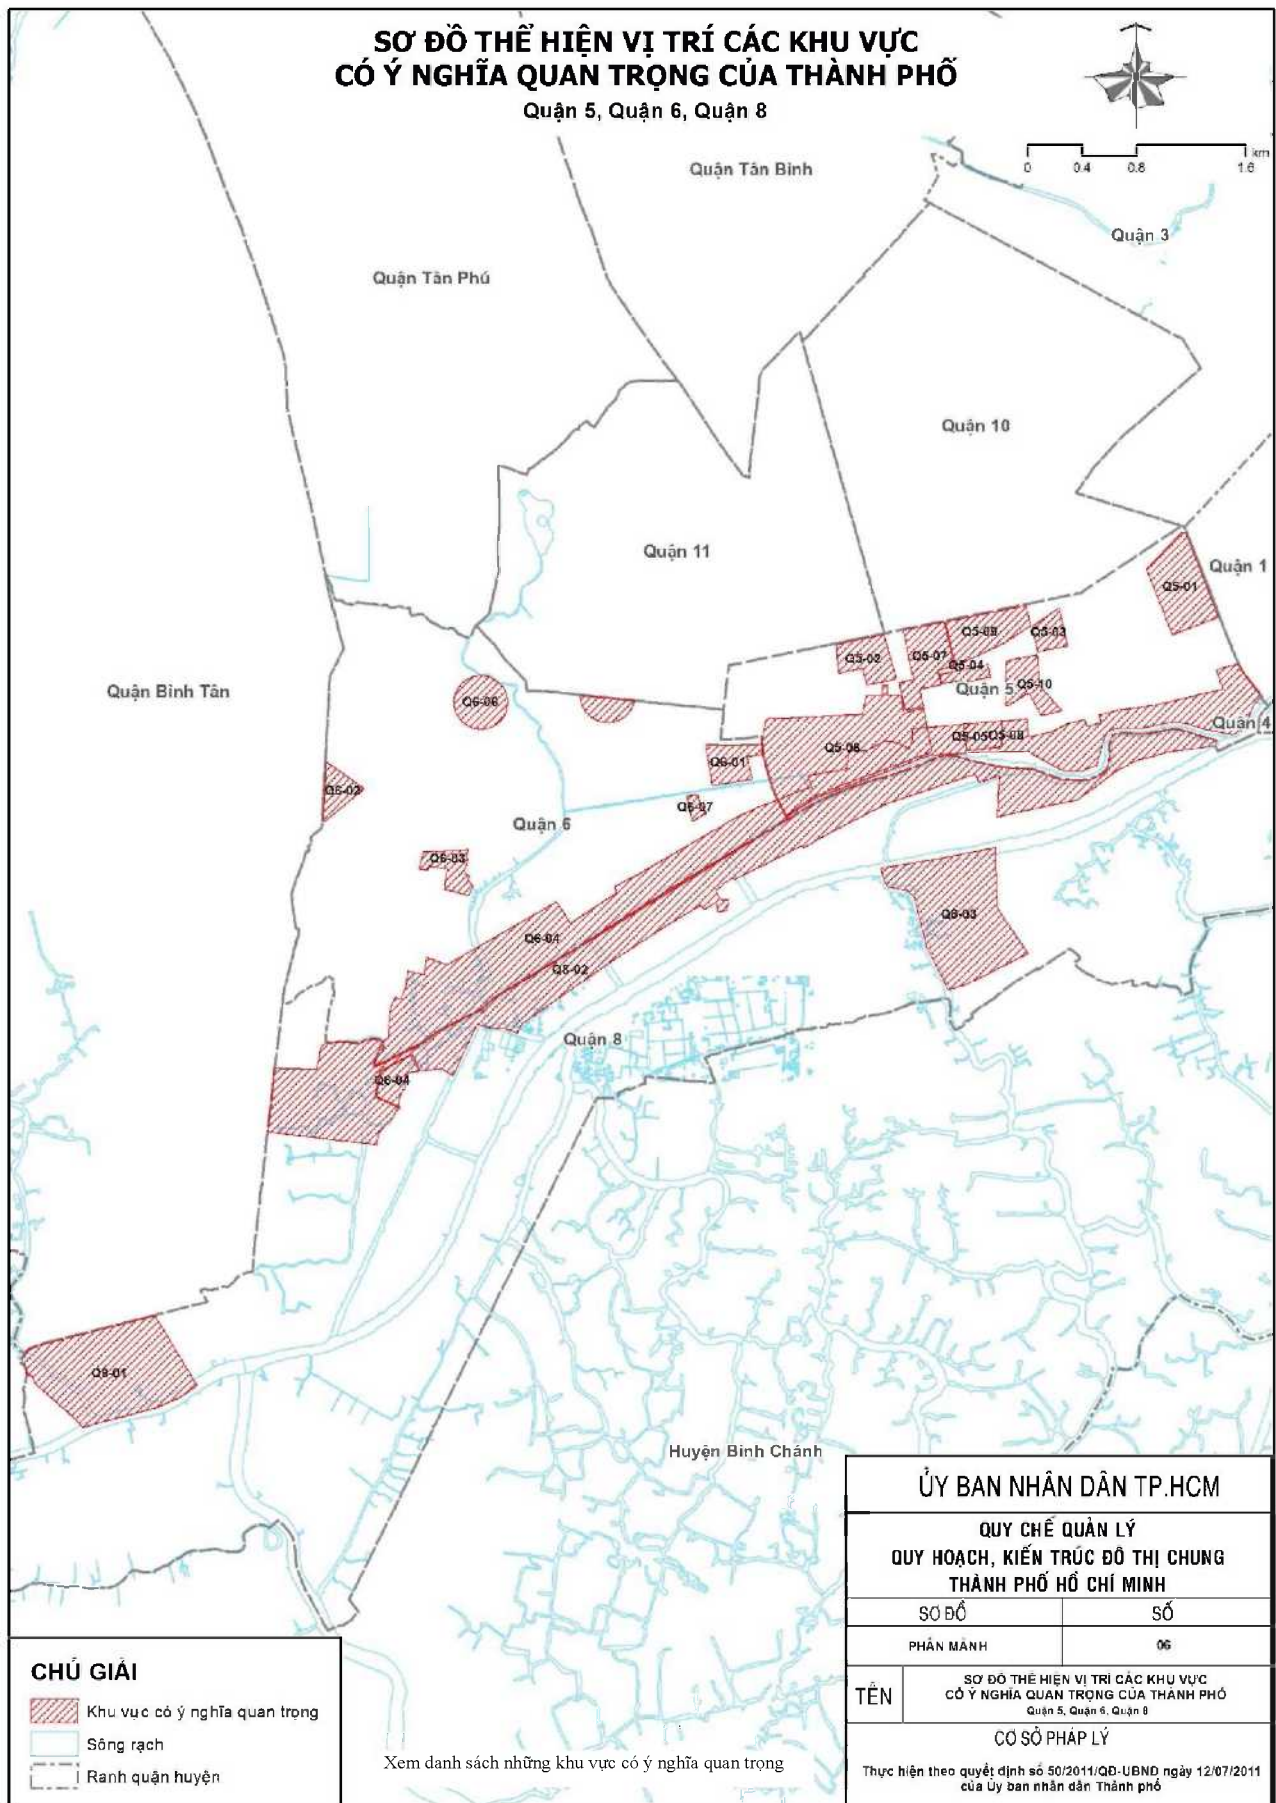 SƠ ĐỒ THỂ HIỆN VỊ TRÍ CÁC KHU VỰC
CÓ Ý NGHĨA QUAN TRỌNG CỦA THÀNH PHỐ
Quận 5, Quận 6, Quận 8
km
0 0.4 0.8 1.6
Quận Tân Bình
Quận 3
Quận Tân Phú
Quận 10
Quận 11
Quận 1
Q5-01
Q5-09
Q5-03
Q5-02
Q5-07
Q5-04
Quận 5
Q5-10
Quận Bình Tân
Q6-06
Quận 4
Q5-06
Q5-05
Q5-08
Q6-01
Q6-02
Q6-07
Quận 6
Q6-03
Q8-03
Q6-04
Q8-02
Quận 8
Q8-04
Q8-01
Huyện Bình Chánh
ỦY BAN NHÂN DÂN TP.HCM
QUY CHẾ QUẢN LÝ
QUY HOẠCH, KIẾN TRÚC ĐÔ THỊ CHUNG
THÀNH PHỐ HỒ CHÍ MINH
SƠ ĐỒ SỐ
PHÂN MẢNH 06
TÊN
SƠ ĐỒ THỂ HIỆN VỊ TRÍ CÁC KHU VỰC
CÓ Ý NGHĨA QUAN TRỌNG CỦA THÀNH PHỐ
Quận 5, Quận 6, Quận 8
CƠ SỞ PHÁP LÝ
Thực hiện theo quyết định số 50/2011/QĐ-UBND ngày 12/07/2011
của Ủy ban nhân dân Thành phố
CHÚ GIẢI
Khu vực có ý nghĩa quan trọng
Sông rạch
Ranh quận huyện
Xem danh sách những khu vực có ý nghĩa quan trọng